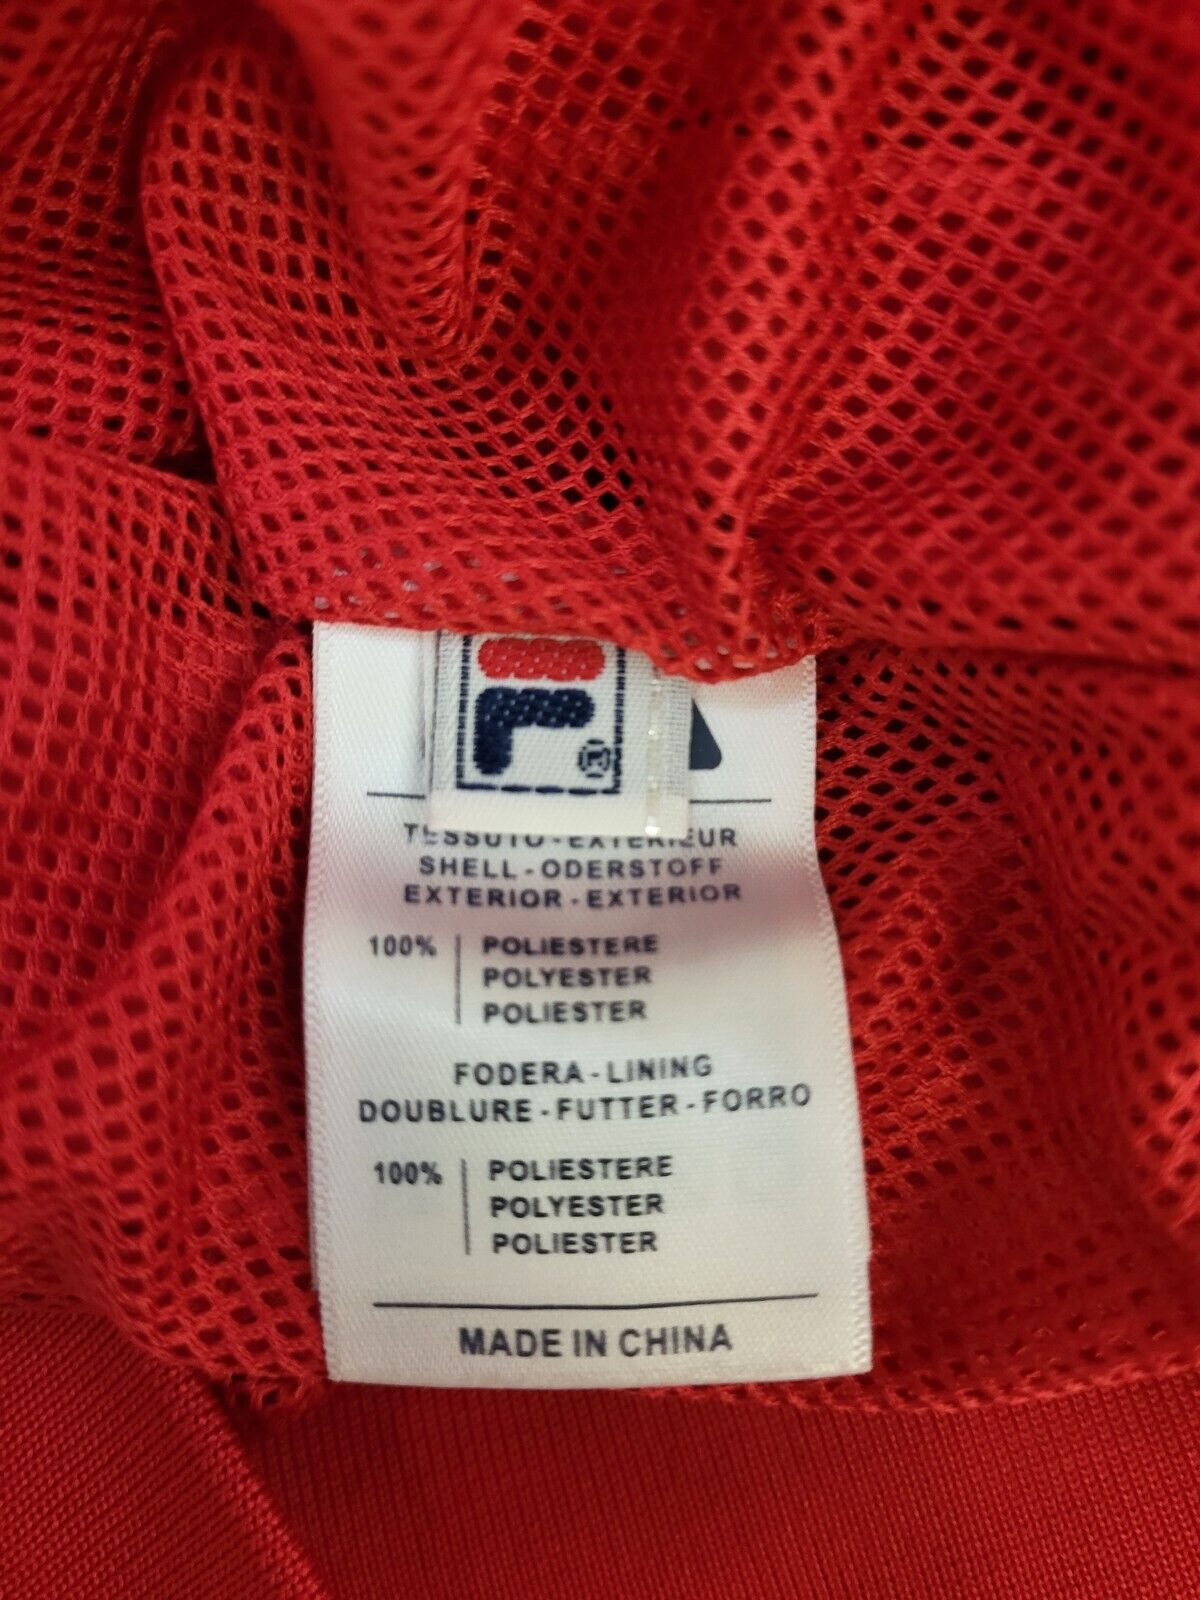 IL®
TESSUTO - EXTERIEUR
SHELL - ODERSTOFF
EXTERIOR - EXTERIOR
100% | POLIESTERE
POLYESTER
POLIESTER
FODERA - LINING
DOUBLURE - FUTTER - FORRO
100% | POLIESTERE
POLYESTER
POLIESTER
MADE IN CHINA